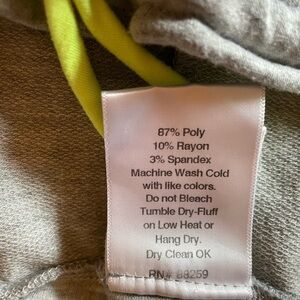 87% Poly
10% Rayon
3% Spandex
Machine Wash Cold
with like colors.
Do not Bleach
Tumble Dry-Fluff
on Low Heat or
Hang Dry.
Dry Clean OK
RN# 88259